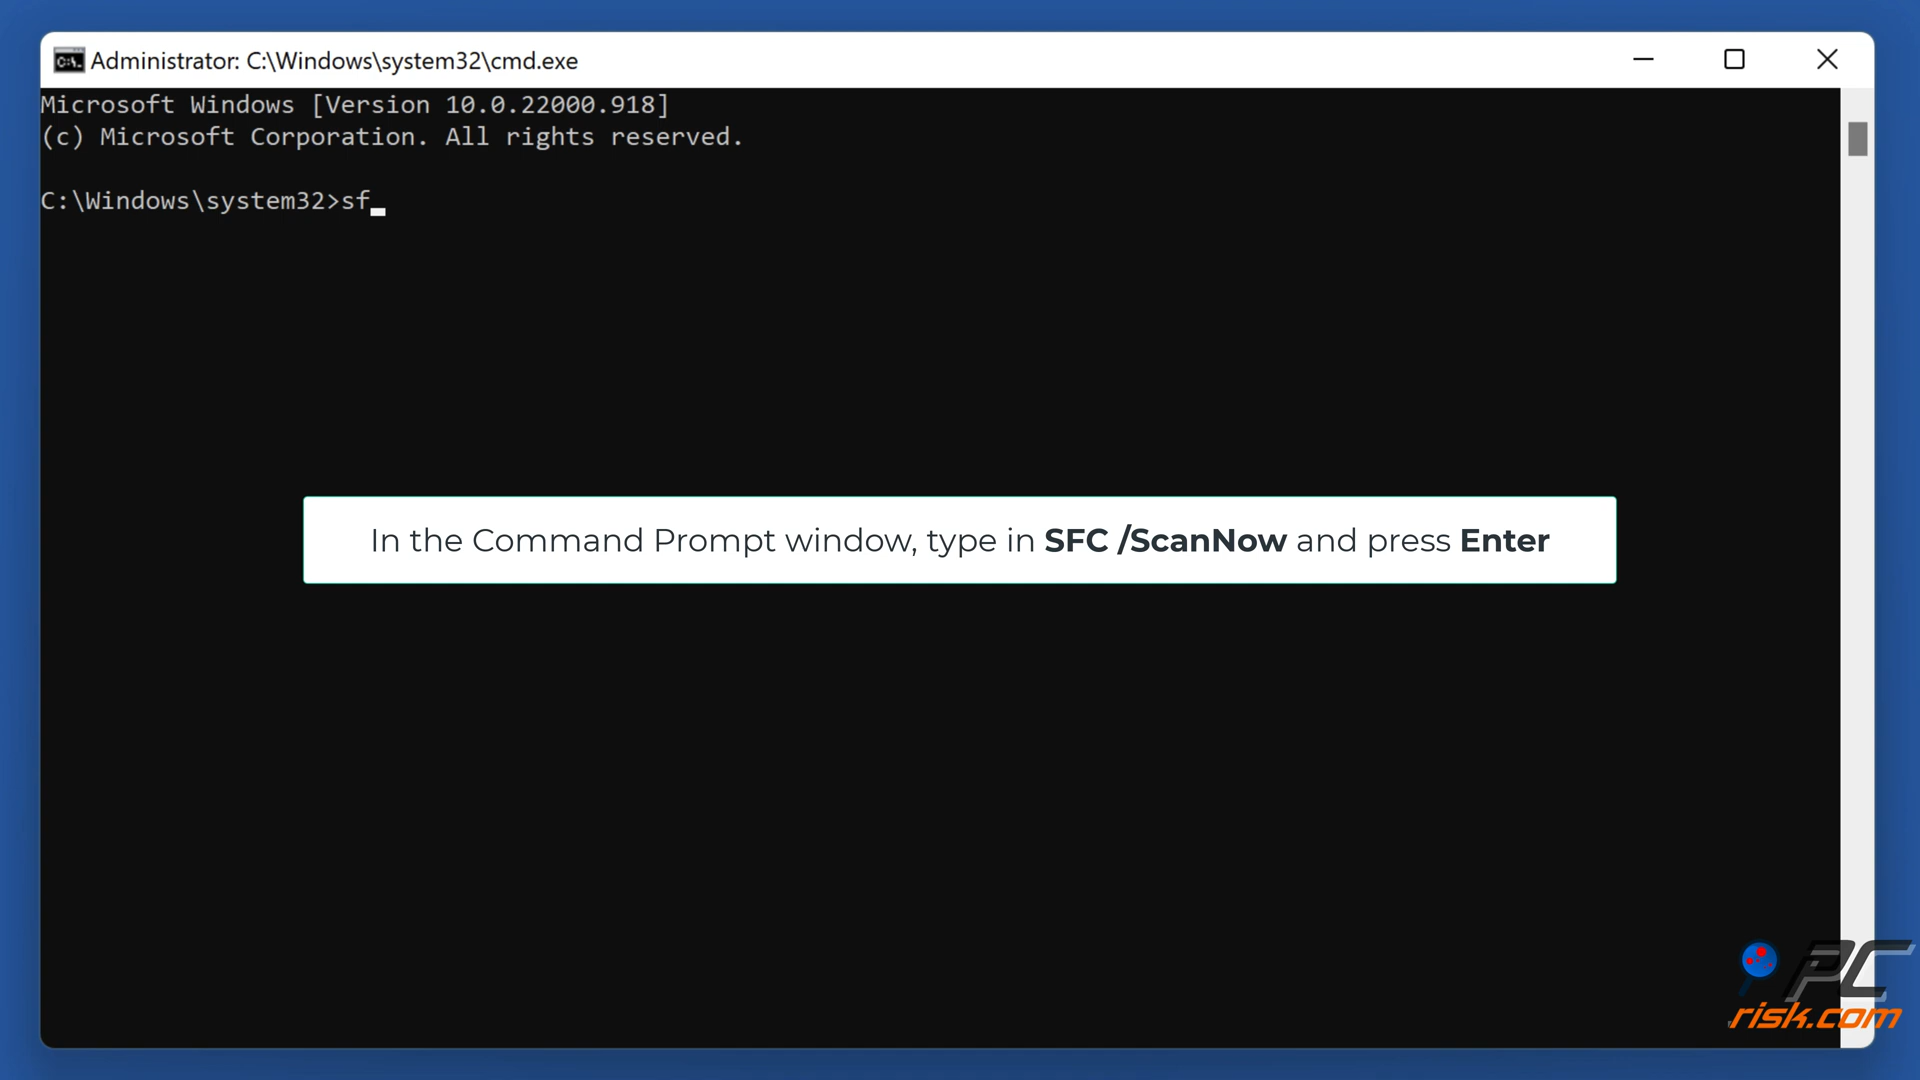 Administrator: C:\Windows\system32\cmd.exe
Microsoft Windows [Version 10.0.22000.918]
(c) Microsoft Corporation. All rights reserved.
C:\Windows\system32>sf_
In the Command Prompt window, type in SFC /ScanNow and press Enter
PC
risk.com